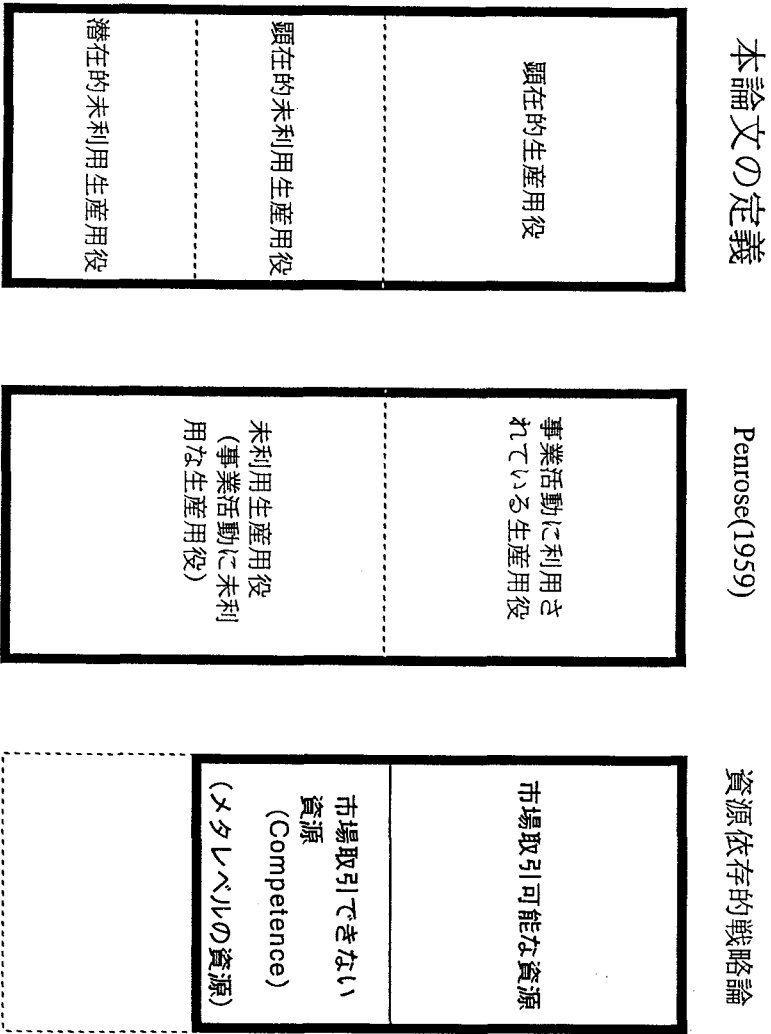 本論文の定義
顕在的生産用役
顕在的未利用生産用役
潜在的未利用生産用役
Penrose(1959)
事業活動に利用さ
れている生産用役
未利用生産用役
(事業活動に未利
用な生産用役)
資源依存的戦略論
市場取引可能な資源
市場取引できない
資源
(Competence)
(メタレベルの資源)